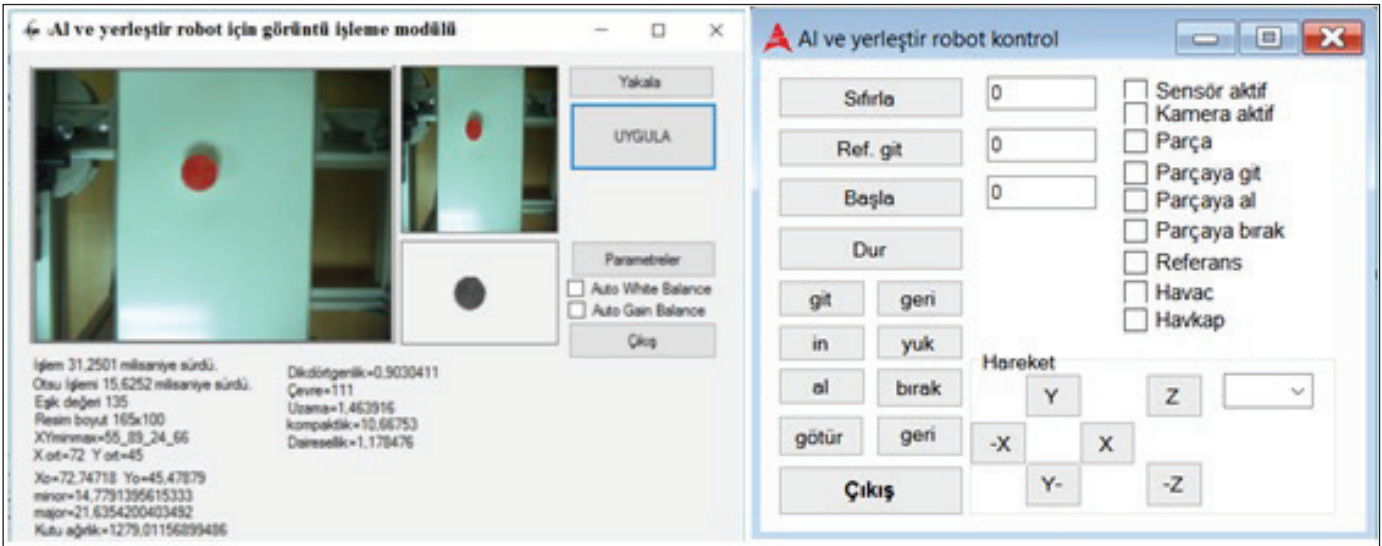 Al ve yerleştir robot için görüntü işleme modülü
Yakala
UYGULA
Parametreler
Auto White Balance
Auto Gain Balance
Çıkış
İşlem 31,2501 milisaniye sürdü.
Otsu İşlemi 15,6252 milisaniye sürdü.
Eşik değeri 135
Resim boyut 165x100
XYminmax=55_89_24_66
X ort=72 Y ort=45
Xo=72,74718 Yo=45,47879
minor=14,7791395615333
major=21,6354200403492
Kutu ağırlık=1279,01156899486
Dikdörtgenlik=0,9030411
Çevre=111
Uzama=1,463916
kompaktlik=10,66753
Dairesellik=1,178476
Al ve yerleştir robot kontrol
Sıfırla
0
Ref. git
0
Başla
0
Dur
git
geri
in
yuk
al
bırak
götür
geri
Çıkış
Sensör aktif
Kamera aktif
Parça
Parçaya git
Parçaya al
Parçaya bırak
Referans
Havac
Havkap
Hareket
Y
Z
-X
X
Y-
-Z